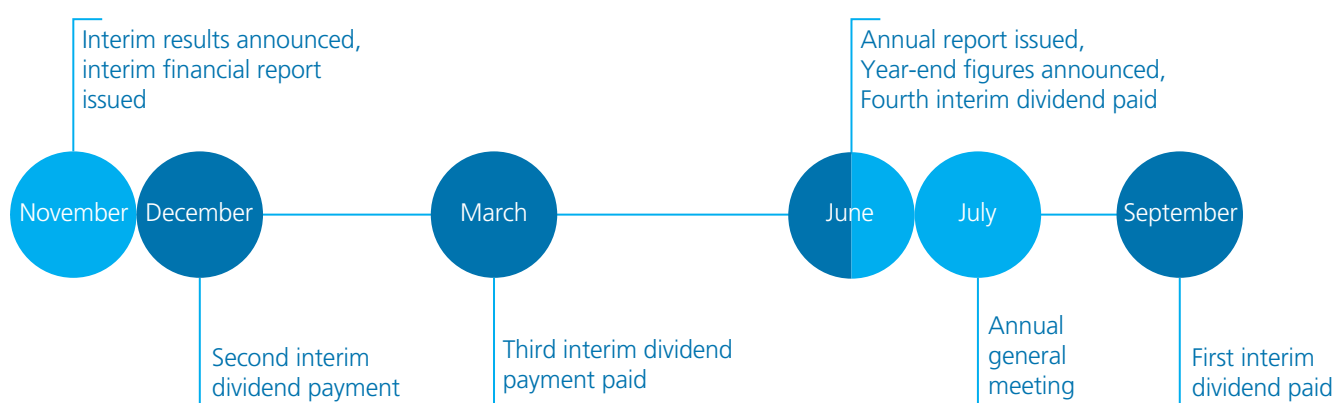 Interim results announced,
interim financial report
issued
Annual report issued,
Year-end figures announced,
Fourth interim dividend paid
November
December
March
June
July
September
Second interim
dividend payment
Third interim dividend
payment paid
Annual
general
meeting
First interim
dividend paid